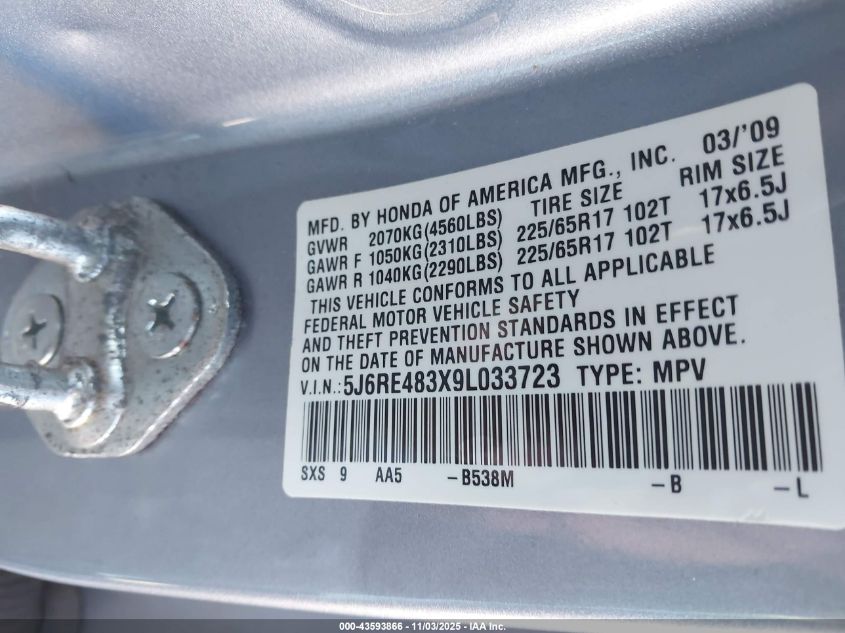 MFD. BY HONDA OF AMERICA MFG., INC. 03/'09
GVWR 2070KG(4560LBS) TIRE SIZE RIM SIZE
GAWR F 1050KG(2310LBS) 225/65R17 102T 17x6.5J
GAWR R 1040KG(2290LBS) 225/65R17 102T 17x6.5J
THIS VEHICLE CONFORMS TO ALL APPLICABLE
FEDERAL MOTOR VEHICLE SAFETY
AND THEFT PREVENTION STANDARDS IN EFFECT
ON THE DATE OF MANUFACTURE SHOWN ABOVE.
V.I.N.: 5J6RE483X9L033723 TYPE: MPV
SXS 9 AA5 -B538M -B -L
000-43593866 - 11/03/2025 - IAA Inc.